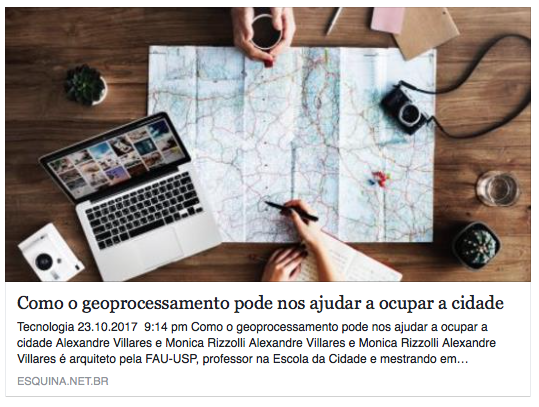 Como o geoprocessamento pode nos ajudar a ocupar a cidade
Tecnologia 23.10.2017 9:14 pm Como o geoprocessamento pode nos ajudar a ocupar a
cidade Alexandre Villares e Monica Rizzolli Alexandre Villares e Monica Rizzolli Alexandre
Villares é arquiteto pela FAU-USP, professor na Escola da Cidade e mestrando em…
ESQUINA.NET.BR